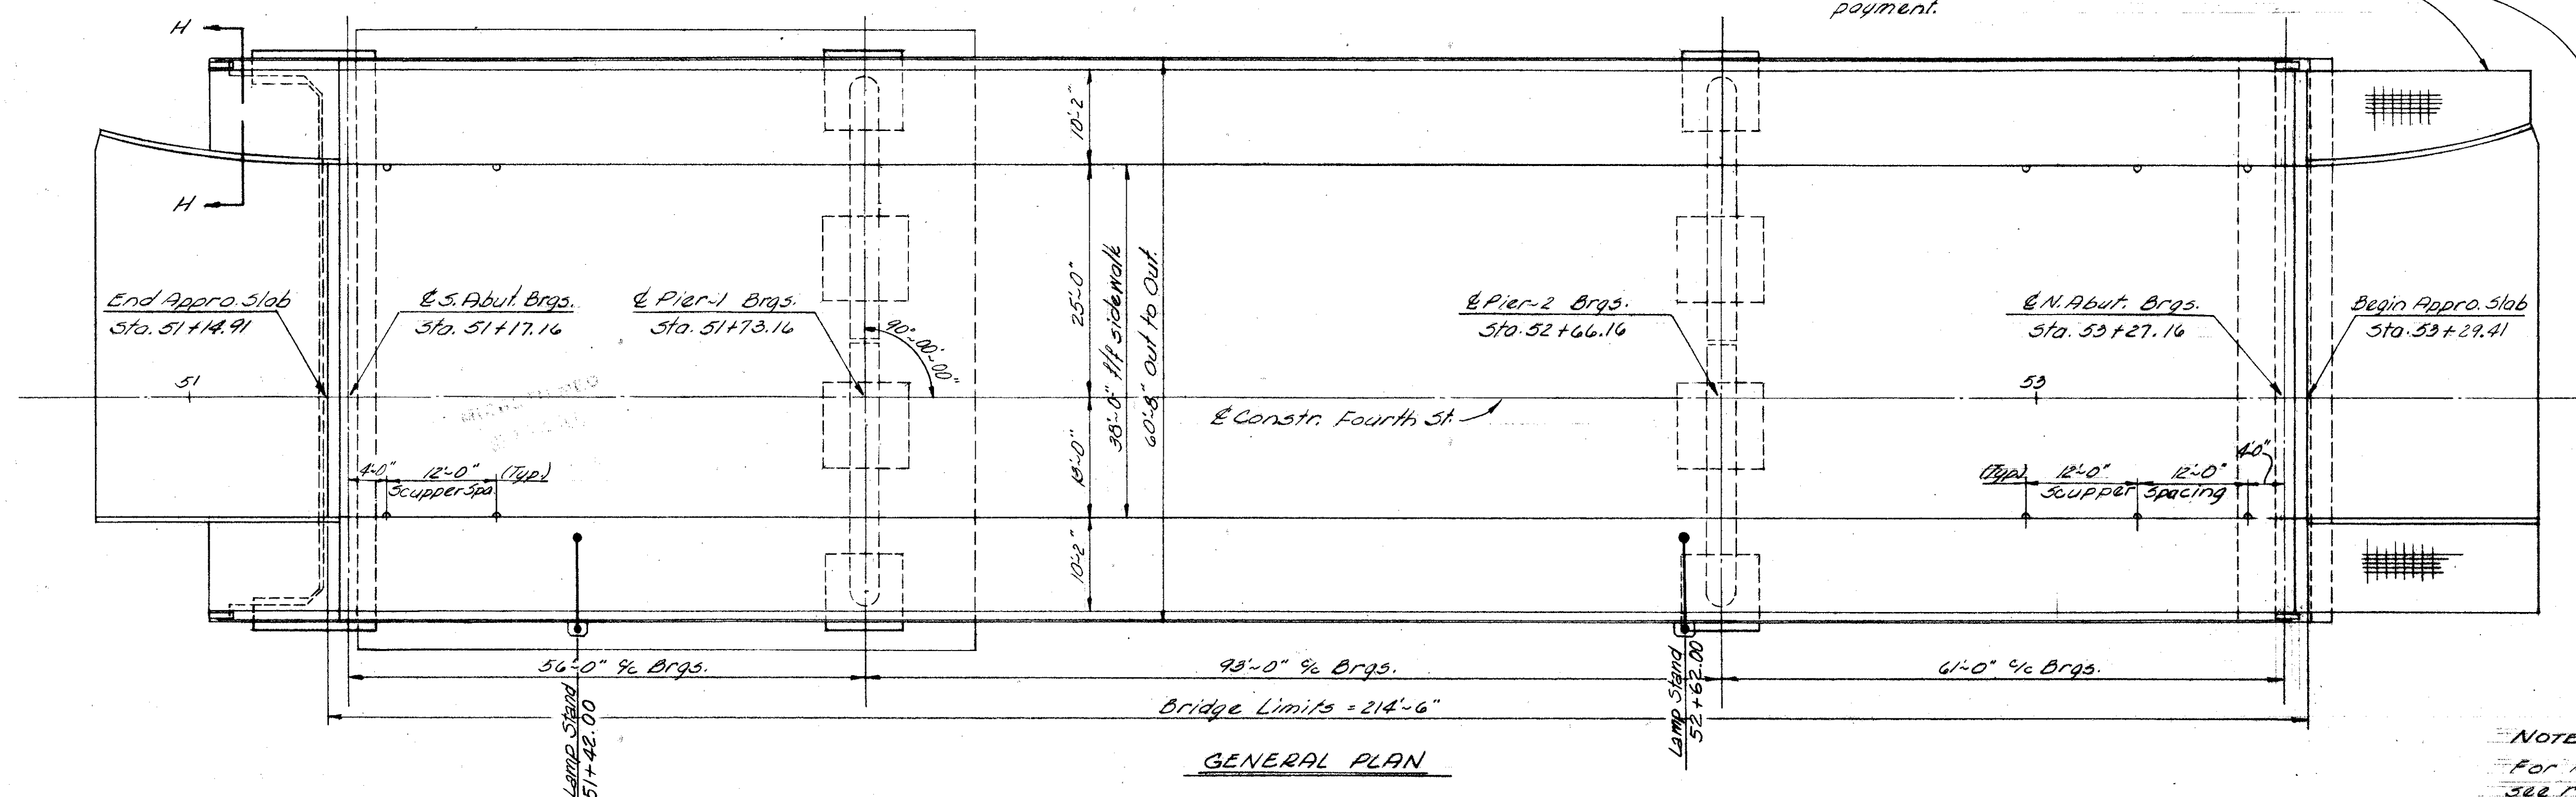 payment.
H
H
10'-2"
25'-0"
38'-0" f/f sidewalk
60'-8" Out to Out.
13'-0"
10'-2"
End Appro. Slab
Sta. 51+14.91
℄ S. Abut. Brgs.
Sta. 51+17.16
℄ Pier-1 Brgs.
Sta. 51+73.16
90°-00'-00"
℄ Pier-2 Brgs.
Sta. 52+66.16
℄ N. Abut. Brgs.
Sta. 53+27.16
Begin Appro. Slab
Sta. 53+29.41
51
53
℄ Constr. Fourth St.
4'-0" 12'-0" (Typ.)
Scupper Spa.
(Typ.) 12'-0" 12'-0" 4'-0"
Scupper Spacing
56'-0" c/c Brgs.
93'-0" c/c Brgs.
61'-0" c/c Brgs.
Bridge Limits = 214'-6"
Lamp Stand
51+42.00
Lamp Stand
52+62.00
GENERAL PLAN
NOTE
For
see